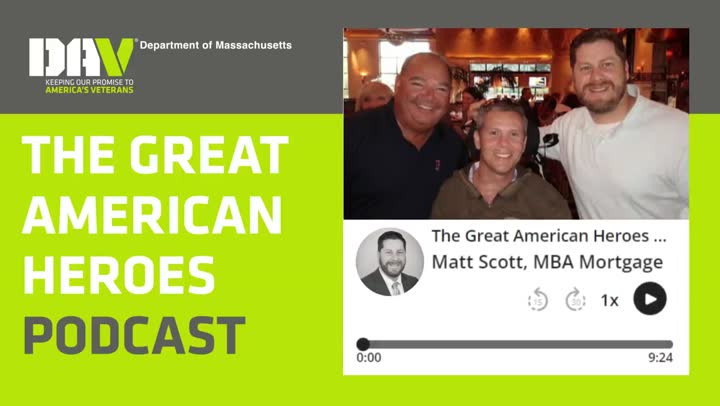 DAV® Department of Massachusetts
KEEPING OUR PROMISE TO
AMERICA'S VETERANS
THE GREAT
AMERICAN
HEROES
PODCAST
The Great American Heroes ...
Matt Scott, MBA Mortgage
15 30 1x
0:00 9:24